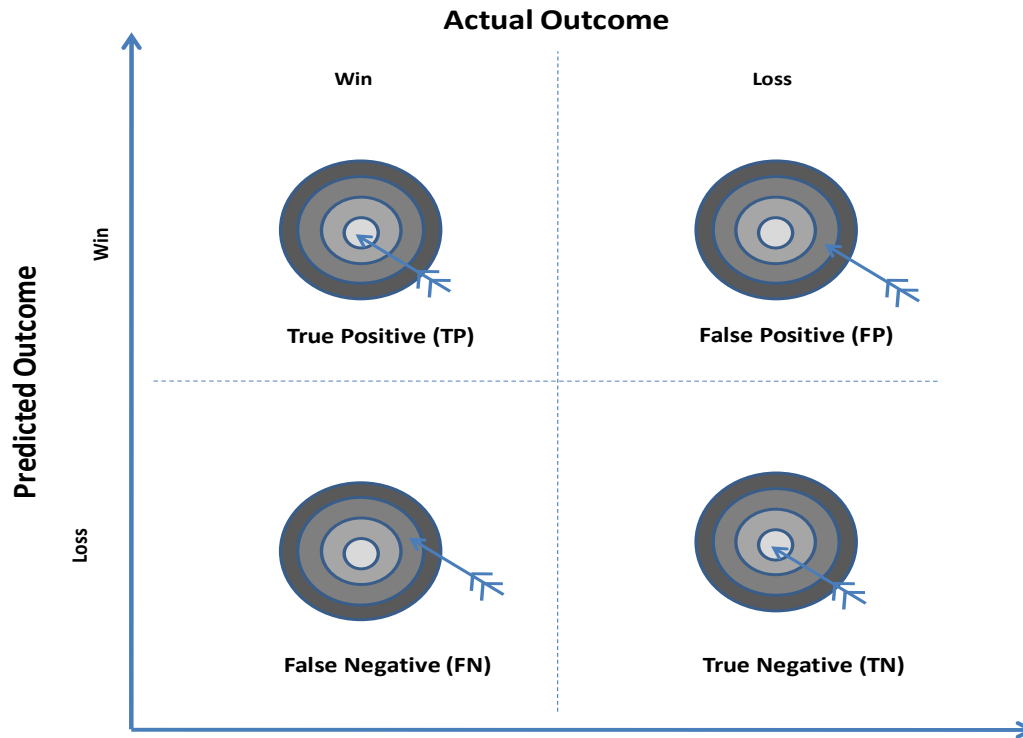 Actual Outcome
Win
Loss
Predicted Outcome
Win
True Positive (TP)
False Positive (FP)
Loss
False Negative (FN)
True Negative (TN)